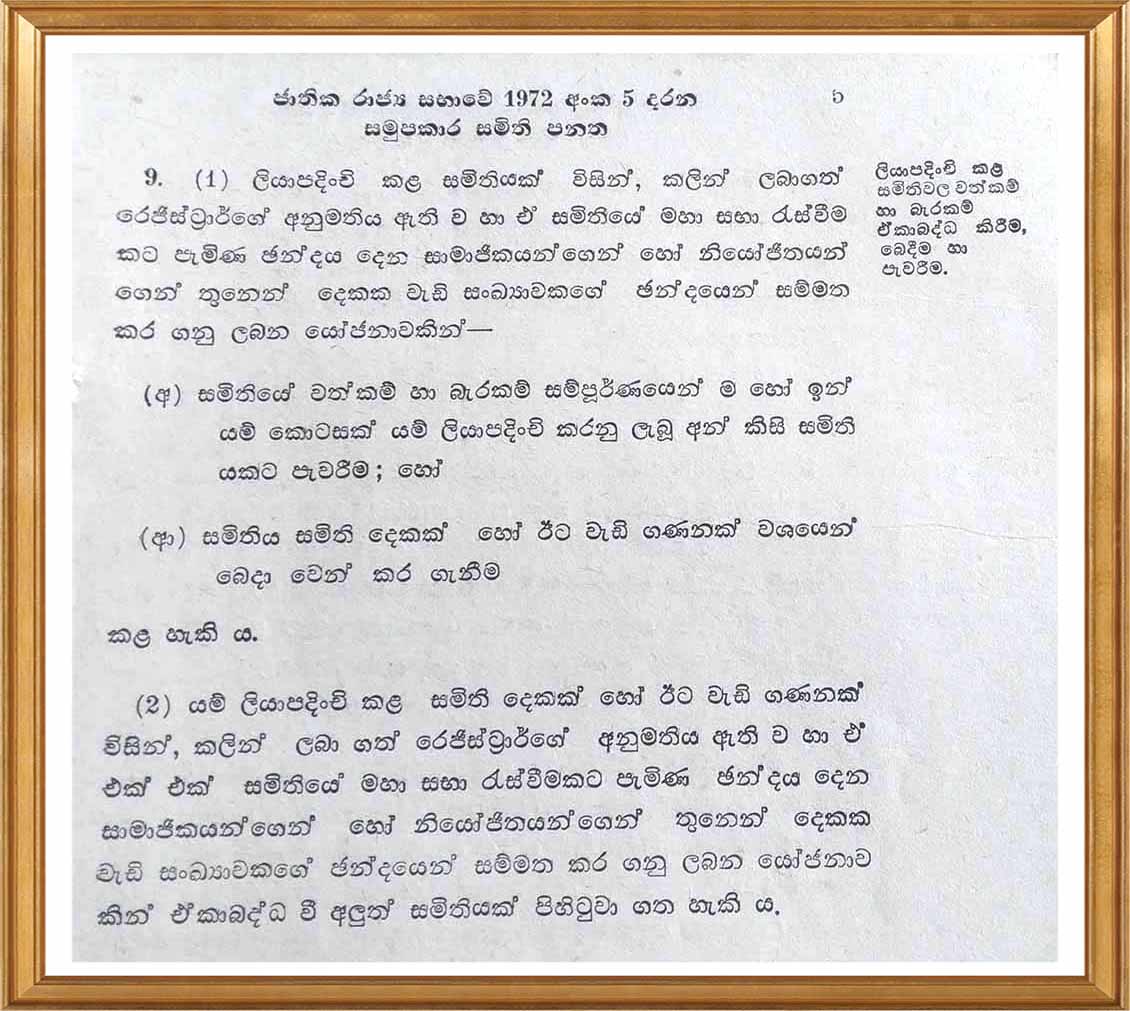 ජාතික රාජ්‍ය සභාවේ 1972 අංක 5 දරන
5
සමුපකාර සමිති පනත
9. (1) ලියාපදිංචි කළ සමිතියක් විසින්, කලින් ලබාගත්
රෙජිස්ට්‍රාර්ගේ අනුමතිය ඇති ව හා ඒ සමිතියේ මහා සභා රැස්වීම
කට පැමිණ ඡන්දය දෙන සාමාජිකයන්ගෙන් හෝ නියෝජිතයන්
ගෙන් තුනෙන් දෙකක වැඩි සංඛ්‍යාවකගේ ඡන්දයෙන් සම්මත
කර ගනු ලබන යෝජනාවකින්—
ලියාපදිංචි කළ
සමිතිවල වත්කම්
හා බැරකම්
ඒකාබද්ධ කිරීම,
බෙදීම හා
පැවරීම.
(අ) සමිතියේ වත්කම් හා බැරකම් සම්පූර්ණයෙන් ම හෝ ඉන්
යම් කොටසක් යම් ලියාපදිංචි කරනු ලැබූ අන් කිසි සමිති
යකට පැවරීම; හෝ
(ආ) සමිතිය සමිති දෙකක් හෝ ඊට වැඩි ගණනක් වශයෙන්
බෙදා වෙන් කර ගැනීම
කළ හැකි ය.
(2) යම් ලියාපදිංචි කළ සමිති දෙකක් හෝ ඊට වැඩි ගණනක්
විසින්, කලින් ලබා ගත් රෙජිස්ට්‍රාර්ගේ අනුමතිය ඇති ව හා ඒ
එක් එක් සමිතියේ මහා සභා රැස්වීමකට පැමිණ ඡන්දය දෙන
සාමාජිකයන්ගෙන් හෝ නියෝජිතයන්ගෙන් තුනෙන් දෙකක
වැඩි සංඛ්‍යාවකගේ ඡන්දයෙන් සම්මත කර ගනු ලබන යෝජනාව
කින් ඒකාබද්ධ වී අලුත් සමිතියක් පිහිටුවා ගත හැකි ය.